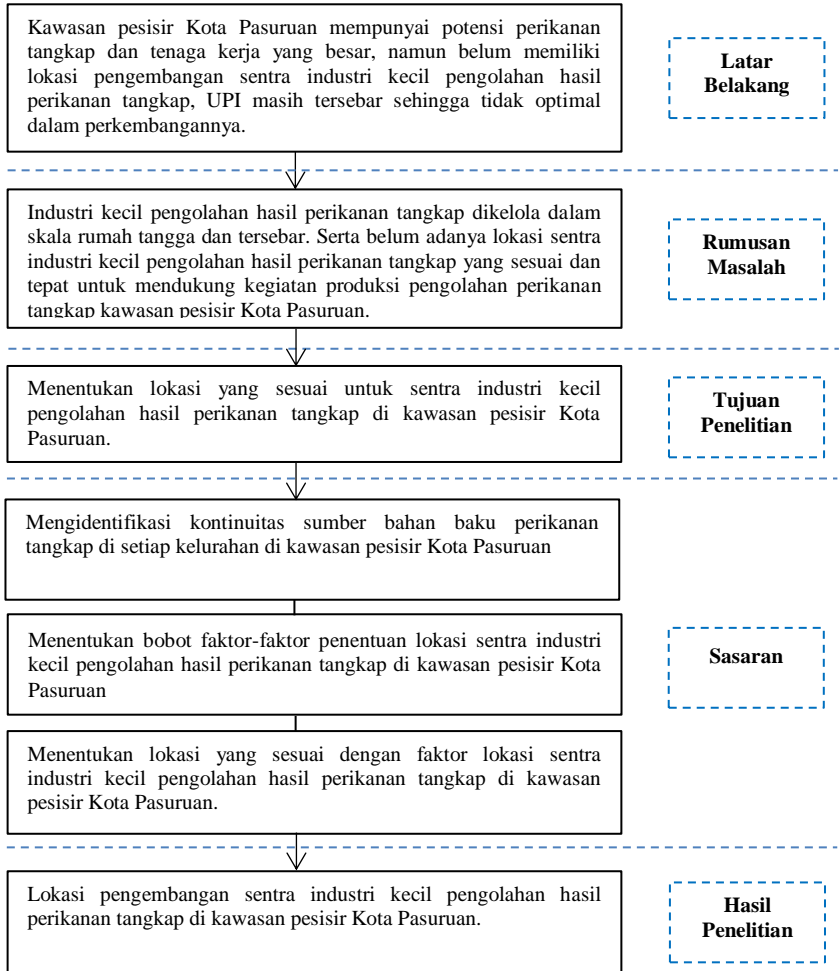 Kawasan pesisir Kota Pasuruan mempunyai potensi perikanan
tangkap dan tenaga kerja yang besar, namun belum memiliki
lokasi pengembangan sentra industri kecil pengolahan hasil
perikanan tangkap, UPI masih tersebar sehingga tidak optimal
dalam perkembangannya.
Latar
Belakang
Industri kecil pengolahan hasil perikanan tangkap dikelola dalam
skala rumah tangga dan tersebar. Serta belum adanya lokasi sentra
industri kecil pengolahan hasil perikanan tangkap yang sesuai dan
tepat untuk mendukung kegiatan produksi pengolahan perikanan
tangkap kawasan pesisir Kota Pasuruan.
Rumusan
Masalah
Menentukan lokasi yang sesuai untuk sentra industri kecil
pengolahan hasil perikanan tangkap di kawasan pesisir Kota
Pasuruan.
Tujuan
Penelitian
Mengidentifikasi kontinuitas sumber bahan baku perikanan
tangkap di setiap kelurahan di kawasan pesisir Kota Pasuruan
Menentukan bobot faktor-faktor penentuan lokasi sentra industri
kecil pengolahan hasil perikanan tangkap di kawasan pesisir Kota
Pasuruan
Sasaran
Menentukan lokasi yang sesuai dengan faktor lokasi sentra
industri kecil pengolahan hasil perikanan tangkap di kawasan
pesisir Kota Pasuruan.
Lokasi pengembangan sentra industri kecil pengolahan hasil
perikanan tangkap di kawasan pesisir Kota Pasuruan.
Hasil
Penelitian